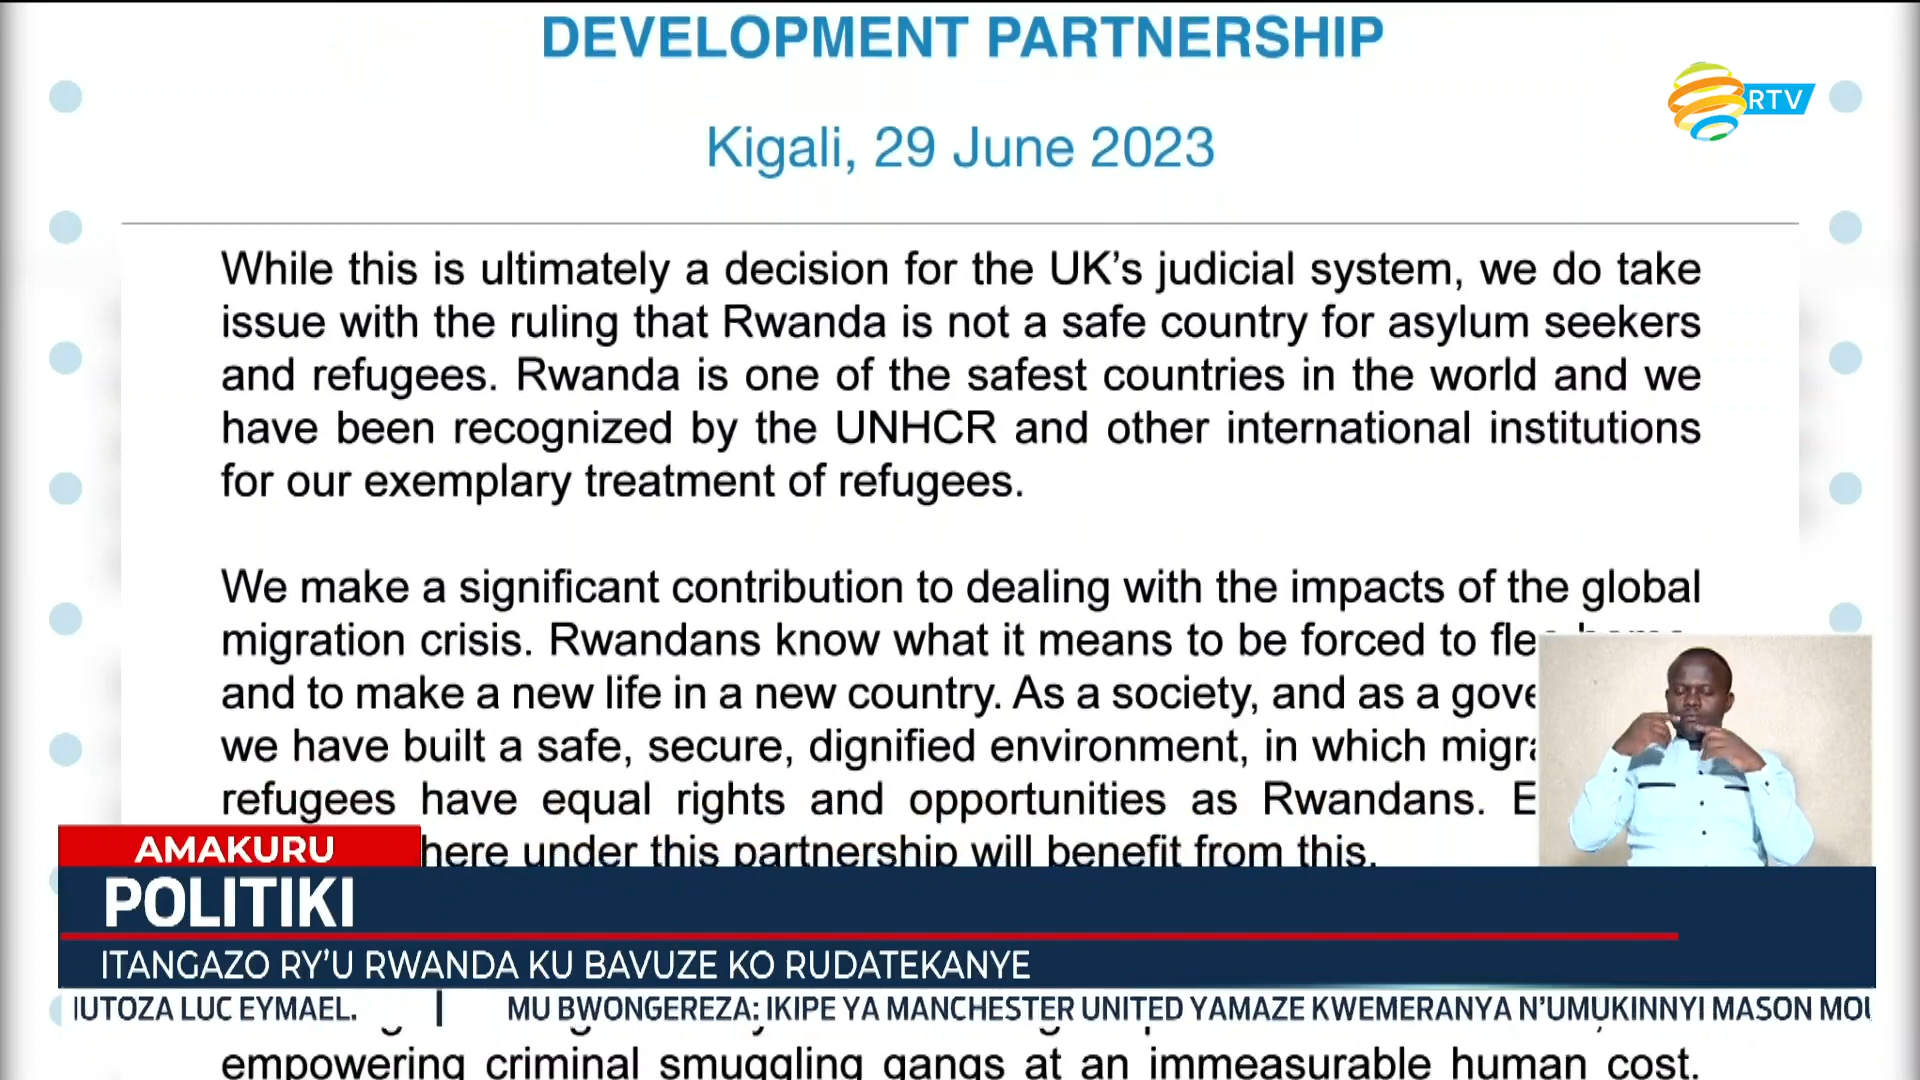 DEVELOPMENT PARTNERSHIP
RTV
Kigali, 29 June 2023
While this is ultimately a decision for the UK’s judicial system, we do take
issue with the ruling that Rwanda is not a safe country for asylum seekers
and refugees. Rwanda is one of the safest countries in the world and we
have been recognized by the UNHCR and other international institutions
for our exemplary treatment of refugees.
We make a significant contribution to dealing with the impacts of the global
migration crisis. Rwandans know what it means to be forced to
and to make a new life in a new country. As a society, and as a
we have built a safe, secure, dignified environment, in which
refugees have equal rights and opportunities as Rwandans.
here under this partnership will benefit from this.
AMAKURU
POLITIKI
ITANGAZO RY’U RWANDA KU BAVUZE KO RUDATEKANYE
LUC EYMAEL. | MU BWONGEREZA: IKIPE YA MANCHESTER UNITED YAMAZE KWEMERANYA N’UMUKINNYI MASON
empowering criminal smuggling gangs at an immeasurable human cost.